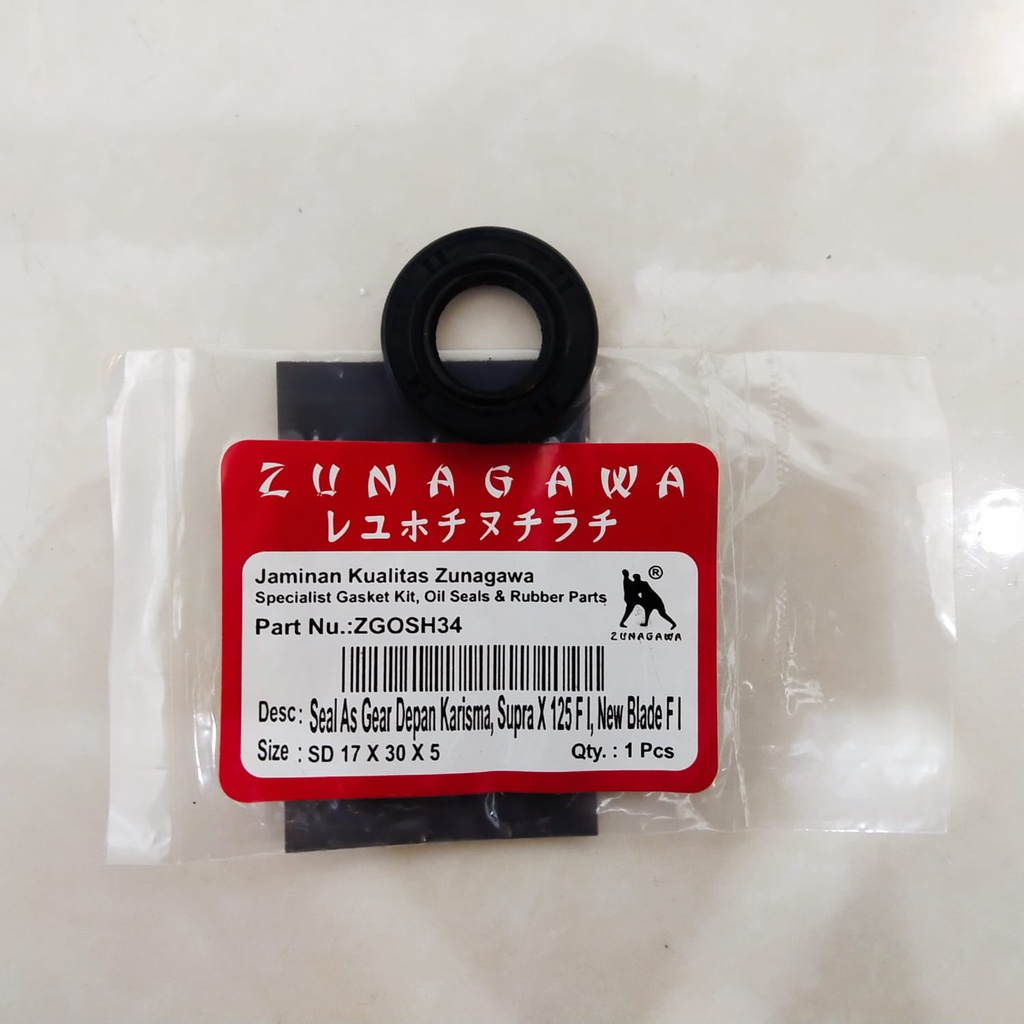 ZUNAGAWA
レユホチヌチラチ
Jaminan Kualitas Zunagawa
Specialist Gasket Kit, Oil Seals & Rubber Parts
®
ZUNAGAWA
Part Nu.:ZGOSH34
Desc : Seal As Gear Depan Karisma, Supra X 125 F I, New Blade F I
Size : SD 17 X 30 X 5 Qty. : 1 Pcs